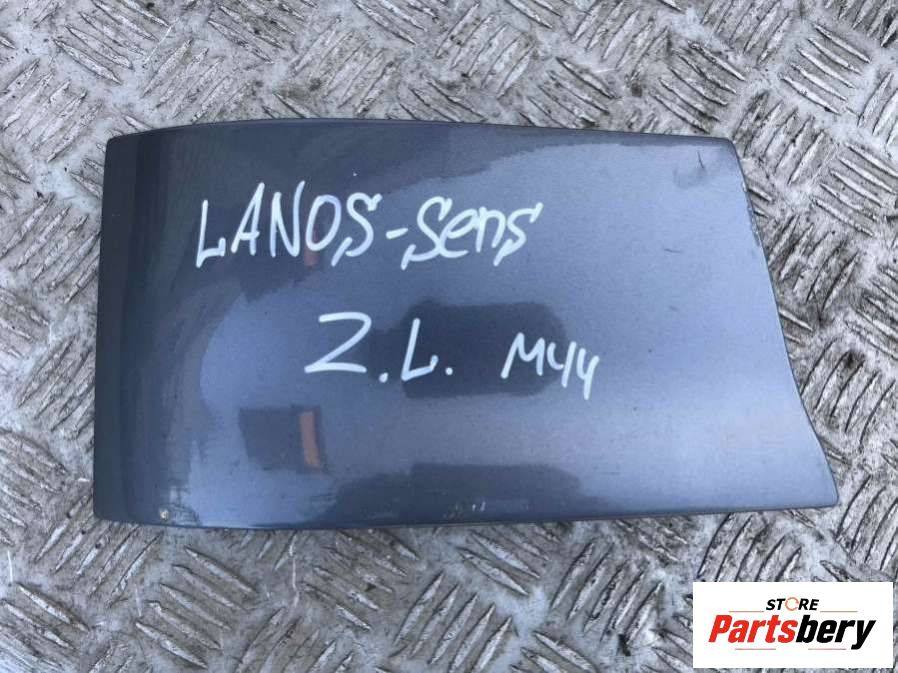 LANOS-Sens
Z.L. M44
STORE
Partsbery